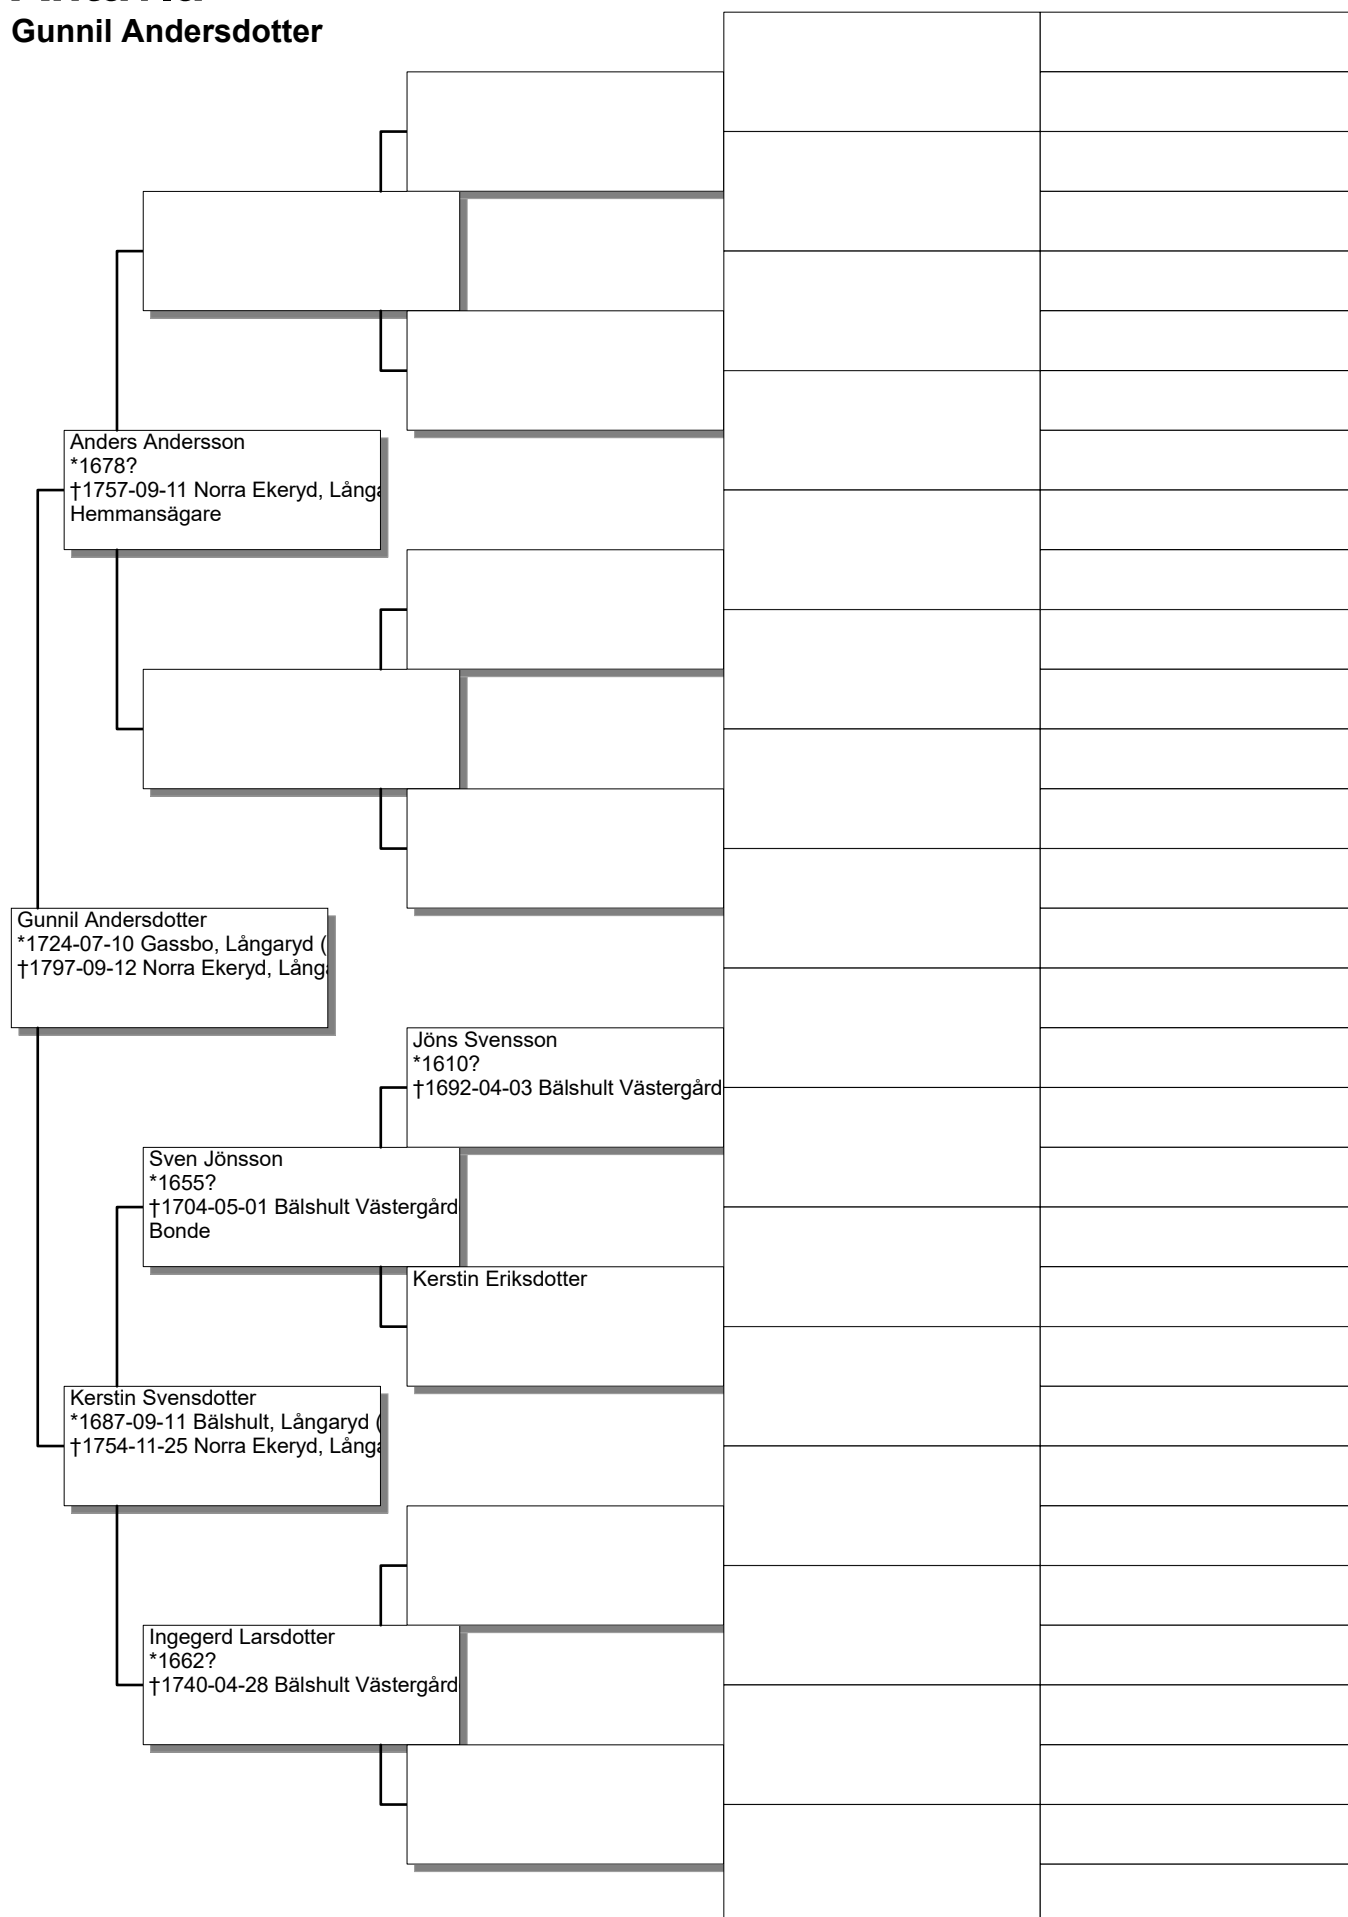 Gunnil Andersdotter
Anders Andersson
*1678?
†1757-09-11 Norra Ekeryd,
Hemmansägare
Gunnil Andersdotter
*1724-07-10 Gassbo, Långaryd (
†1797-09-12 Norra Ekeryd,
Jöns Svensson
*1610?
†1692-04-03 Bälshult Västergård
Sven Jönsson
*1655?
†1704-05-01 Bälshult Västergård
Bonde
Kerstin Eriksdotter
Kerstin Svensdotter
*1687-09-11 Bälshult, Långaryd (
†1754-11-25 Norra Ekeryd,
Ingegerd Larsdotter
*1662?
†1740-04-28 Bälshult Västergård